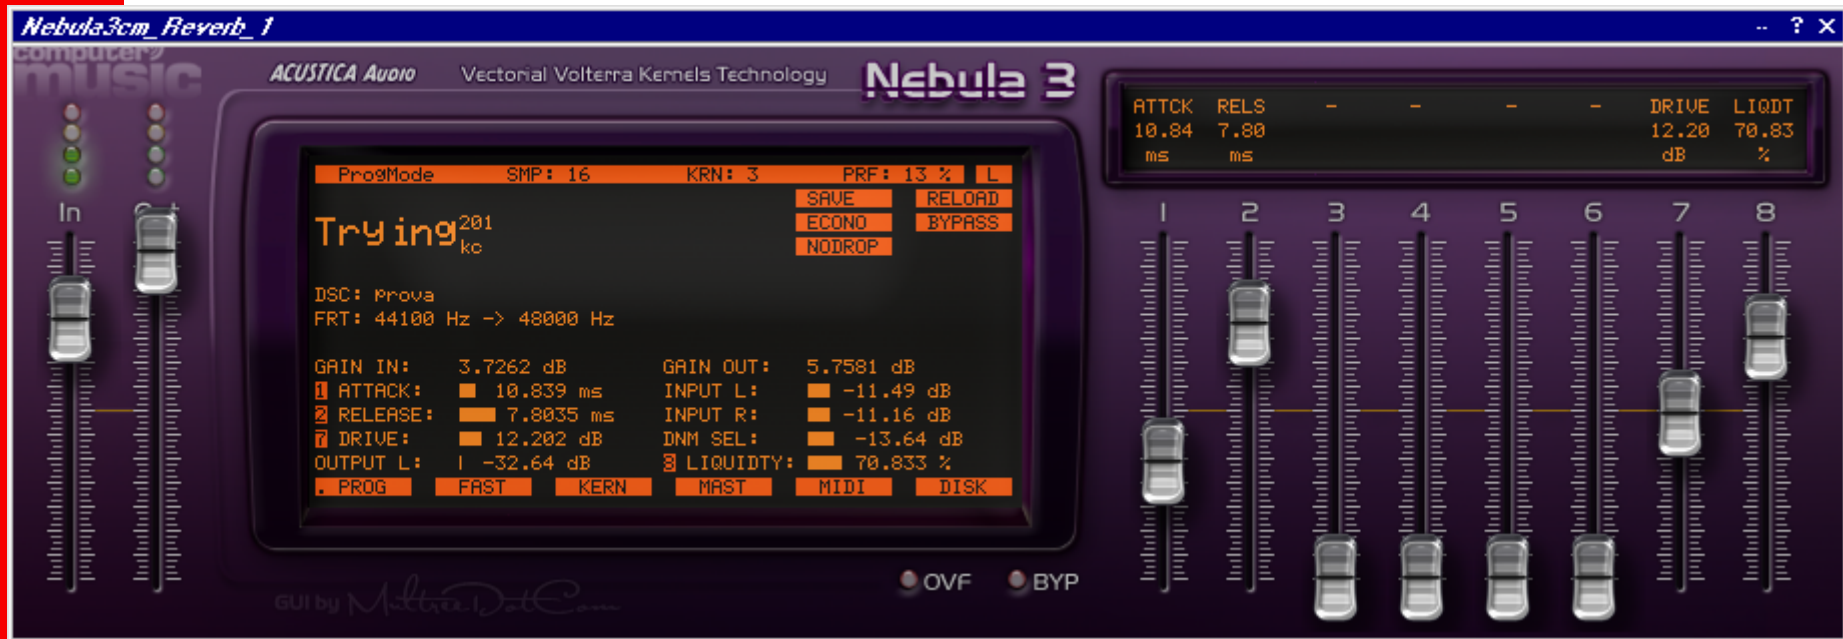 Nebula3cm_Reverb_1 -- ? X
computer
music
ACUSTICA AUDIO Vectorial Volterra Kernels Technology Nebula 3
ATTCK RELS - - - - DRIVE LIQDT
10.84 7.80 12.20 70.83
ms ms dB %
ProgMode SMP: 16 KRN: 3 PRF: 13 % L
SAVE RELOAD
Trying 201 kc
ECONO BYPASS
NODROP
In
1 2 3 4 5 6 7 8
DSC: Prova
FRT: 44100 Hz -> 48000 Hz
GAIN IN: 3.7262 dB GAIN OUT: 5.7581 dB
1 ATTACK: 10.839 ms INPUT L: -11.49 dB
2 RELEASE: 7.8035 ms INPUT R: -11.16 dB
7 DRIVE: 12.202 dB DNM SEL: -13.64 dB
OUTPUT L: -32.64 dB 8 LIQUIDTY: 70.833 %
. PROG FAST KERN MAST MIDI DISK
OVF BYP
GUI by MultreeDotCom